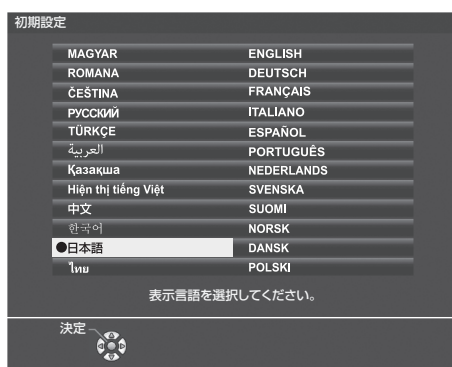 初期設定
MAGYAR ENGLISH
ROMANA DEUTSCH
ČEŠTINA FRANÇAIS
РУССКИЙ ITALIANO
TÜRKÇE ESPAÑOL
العربية PORTUGUÊS
Қазақша NEDERLANDS
Hiện thị tiếng Việt SVENSKA
中文 SUOMI
한국어 NORSK
●日本語 DANSK
ไทย POLSKI
表示言語を選択してください。
決定